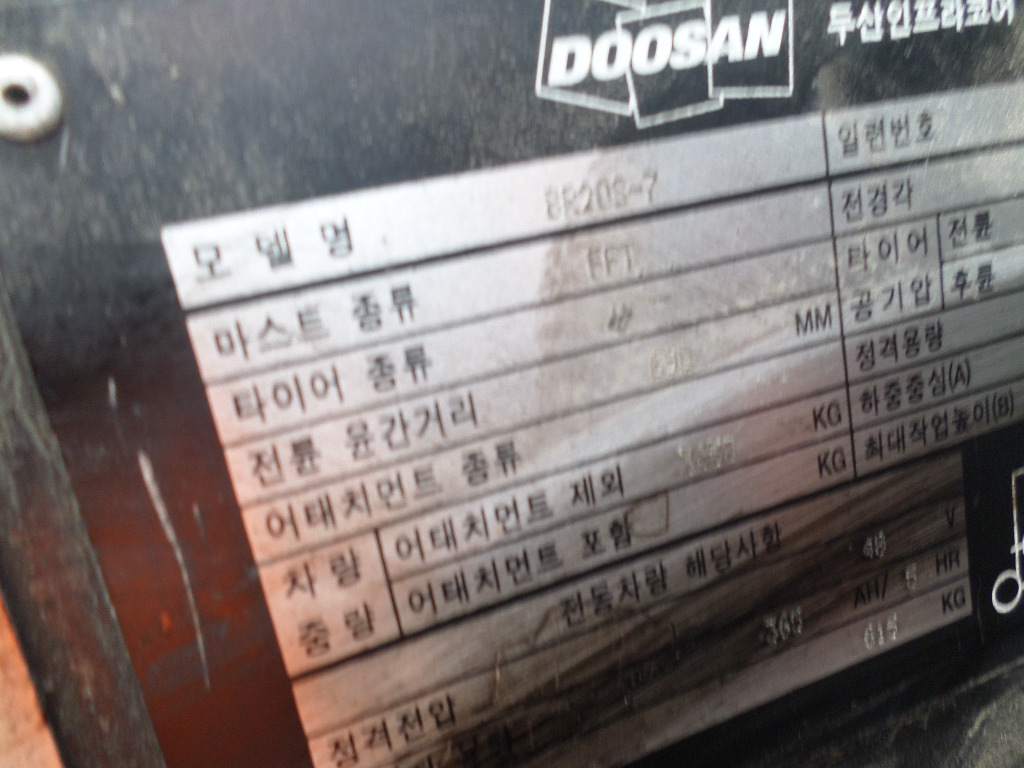 DOOSAN 두산인프라코어
모델명 BR20S-7 일련번호
마스트 종류 FFT 전경각
타이어 종류 타이어 전륜
전륜 윤간거리 MM 공기압 후륜
어태치먼트 종류 정격용량
차량 어태치먼트 제외 KG 하중중심(A)
중량 어태치먼트 포함 KG 최대작업높이(B)
전동차량 해당사항
정격전압 48 V
365 AH/ 5 HR
615 KG